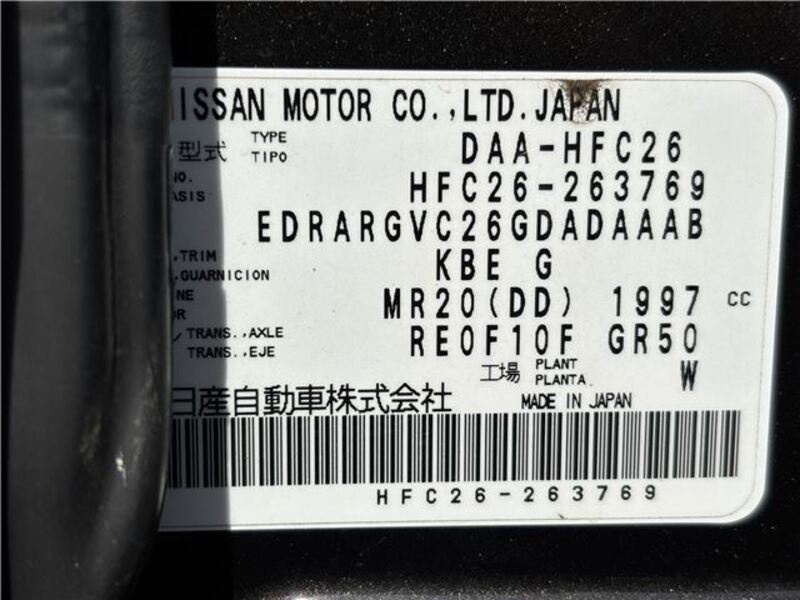 NISSAN MOTOR CO.,LTD. JAPAN
型式 TYPE TIPO DAA-HFC26
NO. ASIS HFC26-263769
EDRARGVC26GDADAAAB
.TRIM .GUARNICION KBE G
NE R MR20(DD) 1997 CC
TRANS.,AXLE TRANS.,EJE RE0F10F GR50
工場 PLANT PLANTA W
日産自動車株式会社 MADE IN JAPAN
HFC26-263769